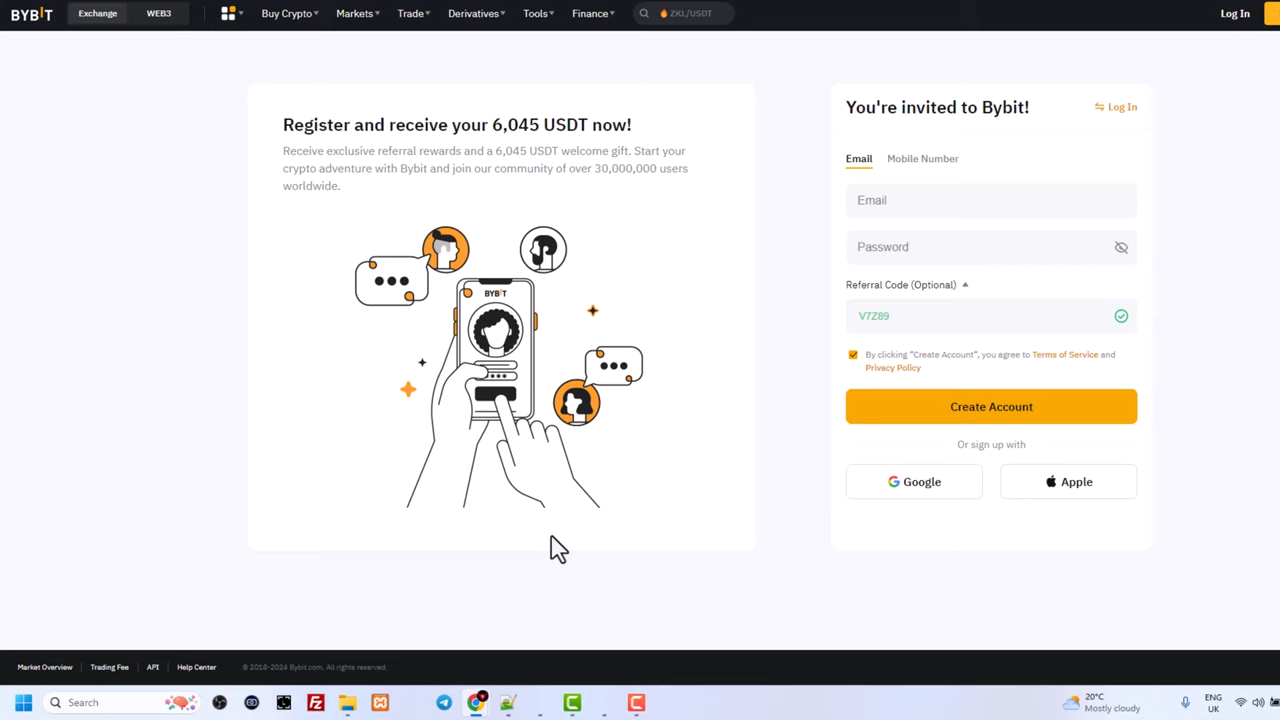 BYBIT Exchange WEB3 Buy Crypto Markets Trade Derivatives Tools Finance ZKL/USDT Log In
Register and receive your 6,045 USDT now!
Receive exclusive referral rewards and a 6,045 USDT welcome gift. Start your
crypto adventure with Bybit and join our community of over 30,000,000 users
worldwide.
BYBIT
You're invited to Bybit!
Log In
Email Mobile Number
Email
Password
Referral Code (Optional)
V7Z89
By clicking "Create Account", you agree to Terms of Service and
Privacy Policy
Create Account
Or sign up with
Google Apple
Market Overview Trading Fee API Help Center © 2018-2024 Bybit.com. All rights reserved.
Search
Fz
C
C
20°C
Mostly cloudy
ENG
UK